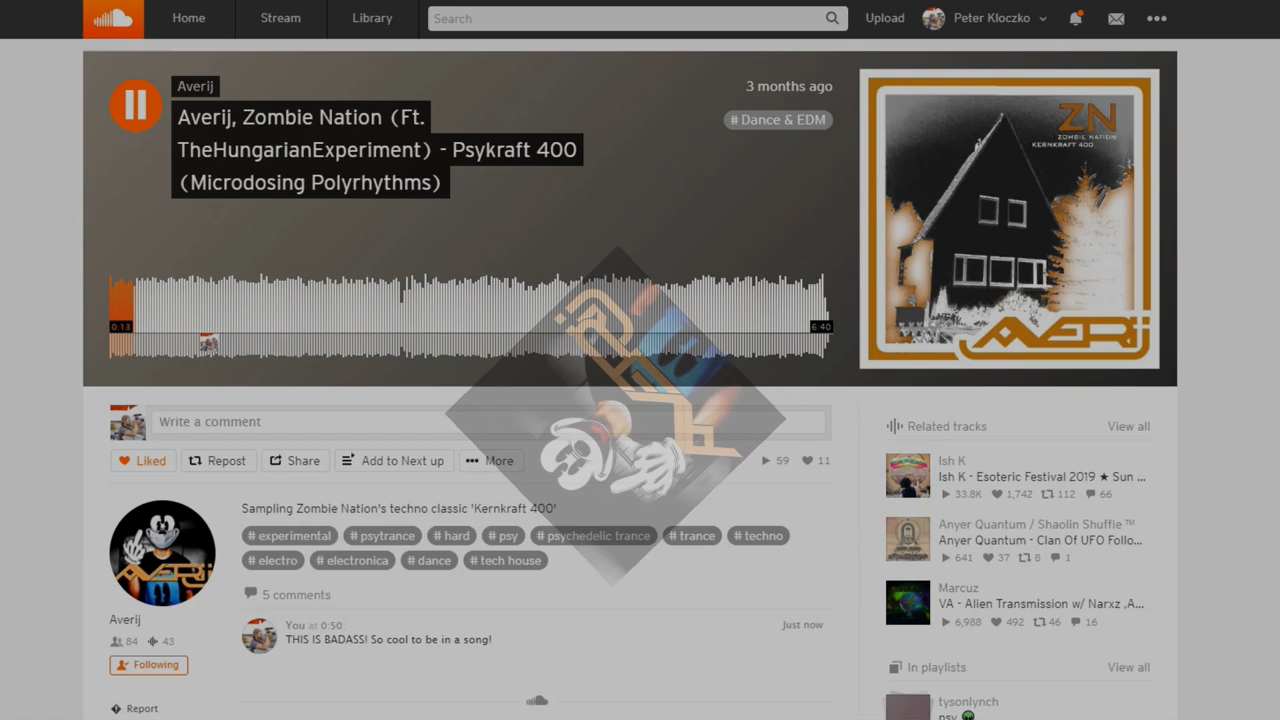 Home
Stream
Library
Search
Upload
Peter Kloczko
Averij
Averij, Zombie Nation (Ft.
TheHungarianExperIment) - Psykraft 400
(Microdosing Polyrhythms)
3 months ago
# Dance & EDM
ZN
ZOMBIE NATION
KERNKRAFT 400
AVERIJ
0:13
6:40
Write a comment
Liked
Repost
Share
Add to Next up
More
59
11
Related tracks
View all
Ish K
Ish K - Esoteric Festival 2019 ★ Sun ...
33.8K
1,742
112
66
Anyer Quantum / Shaolin Shuffle ™
Anyer Quantum - Clan Of UFO Follo...
641
37
8
1
Marcuz
VA - Alien Transmission w/ Narxz ,A...
6,988
492
46
16
In playlists
View all
tysonlynch
psy
Sampling Zombie Nation's techno classic 'Kernkraft 400'
# experimental
# psytrance
# hard
# psy
# psychedelic trance
# trance
# techno
# electro
# electronica
# dance
# tech house
5 comments
You at 0:50:
THIS IS BADASS! So cool to be in a song!
Just now
AVERIJ
Averij
84
43
Following
Report